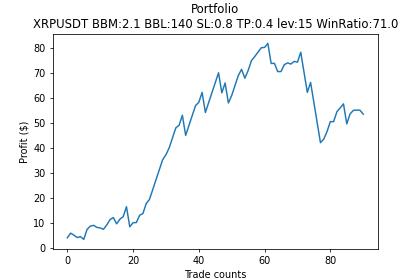 Portfolio
XRPUSDT BBM:2.1 BBL:140 SL:0.8 TP:0.4 lev:15 WinRatio:71.0
80
70
60
50
40
30
20
10
0
Profit ($)
0 20 40 60 80
Trade counts